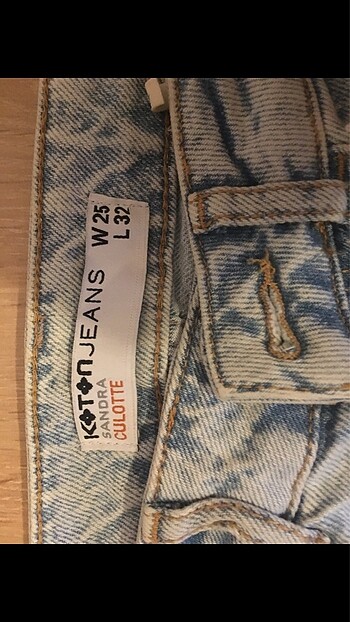 KOTON JEANS W 25
SANDRA L 32
CULOTTE